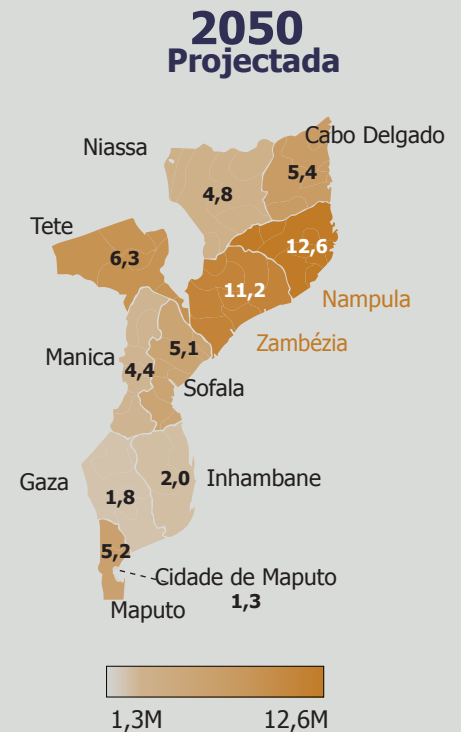 2050
Projectada
Cabo Delgado
Niassa
5,4
4,8
Tete
12,6
6,3
11,2
Nampula
Zambézia
5,1
Manica
4,4
Sofala
2,0
Inhambane
Gaza
1,8
5,2
Cidade de Maputo
1,3
Maputo
1,3M
12,6M